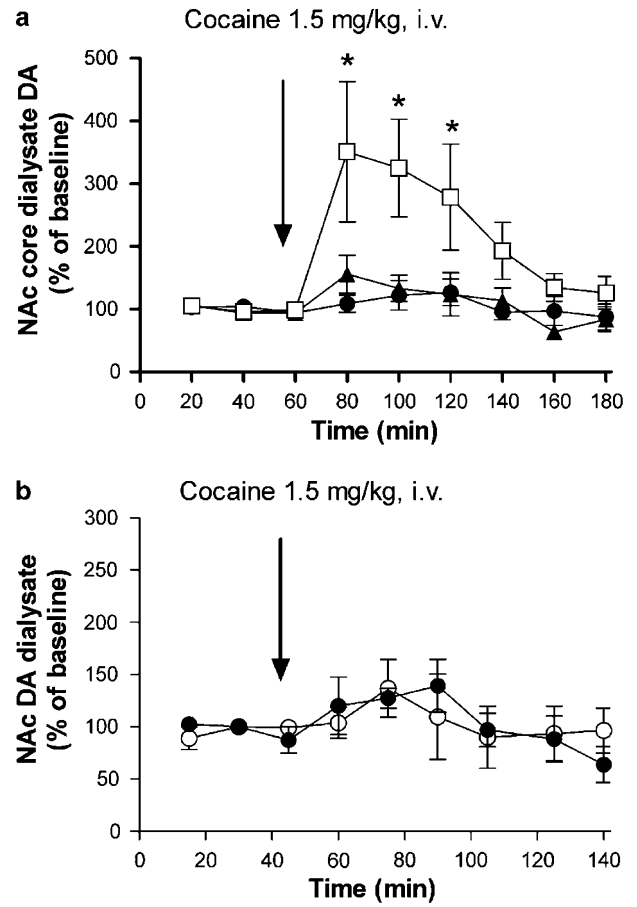 a
Cocaine 1.5 mg/kg, i.v.
NAc core dialysate DA
(% of baseline)
500
400
300
200
100
0
* * *
0 20 40 60 80 100 120 140 160 180
Time (min)
b
Cocaine 1.5 mg/kg, i.v.
NAc DA dialysate
(% of baseline)
300
250
200
150
100
50
0
0 20 40 60 80 100 120 140
Time (min)